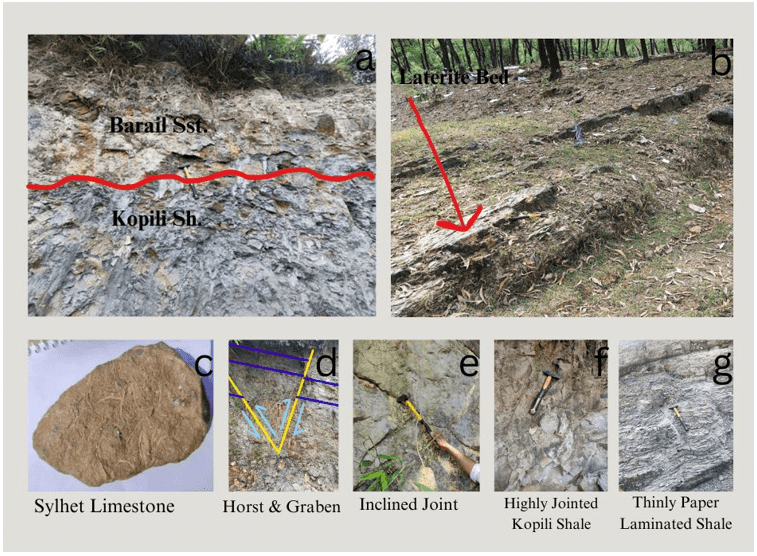 a
Barail Sst.
Kopili Sh.
b
Laterite Bed
c
d
e
f
g
Sylhet Limestone
Horst & Graben
Inclined Joint
Highly Jointed
Kopili Shale
Thinly Paper
Laminated Shale